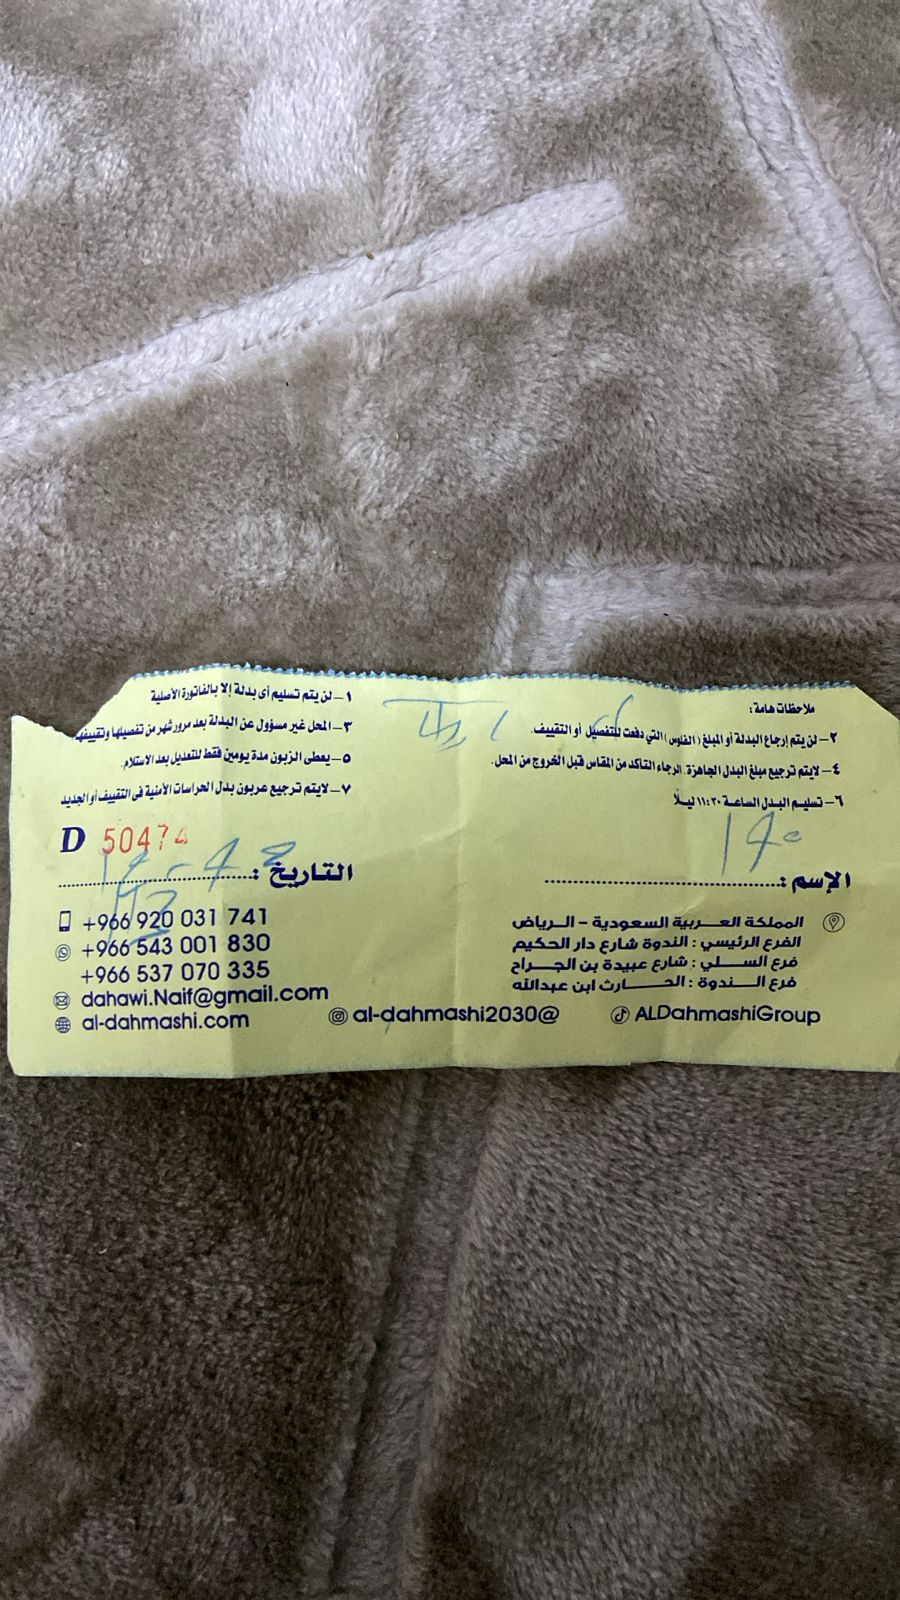 ملاحظات هامة :
١- لن يتم تسليم أى بدلة إلا بالفاتورة الأصلية
٢- لن يتم إرجاع البدلة أو المبلغ (الفلوس) التي دفعت للتفصيل أو التقييف.
٣- المحل غير مسؤول عن البدلة بعد مرور شهر من تفصيلها وتقييفها
٤- لايتم ترجيع مبلغ البدل الجاهزة. الرجاء التأكد من المقاس قبل الخروج من المحل.
٥- يعطى الزبون مدة يومين فقط للتعديل بعد الاستلام.
٦- تسليم البدل الساعة ١١:٣٠ ليلاً
٧- لايتم ترجيع عربون بدل الحراسات الأمنية فى التقييف أو الجديد
D 50474
الإسم :
التاريخ :
المملكة العربية السعودية - الرياض
الفرع الرئيسي : الندوة شارع دار الحكيم
فرع السلي : شارع عبيدة بن الجراح
فرع الندوة : الحارث ابن عبدالله
+966 920 031 741
+966 543 001 830
+966 537 070 335
dahawi.Naif@gmail.com
al-dahmashi.com
al-dahmashi2030@
ALDahmashiGroup